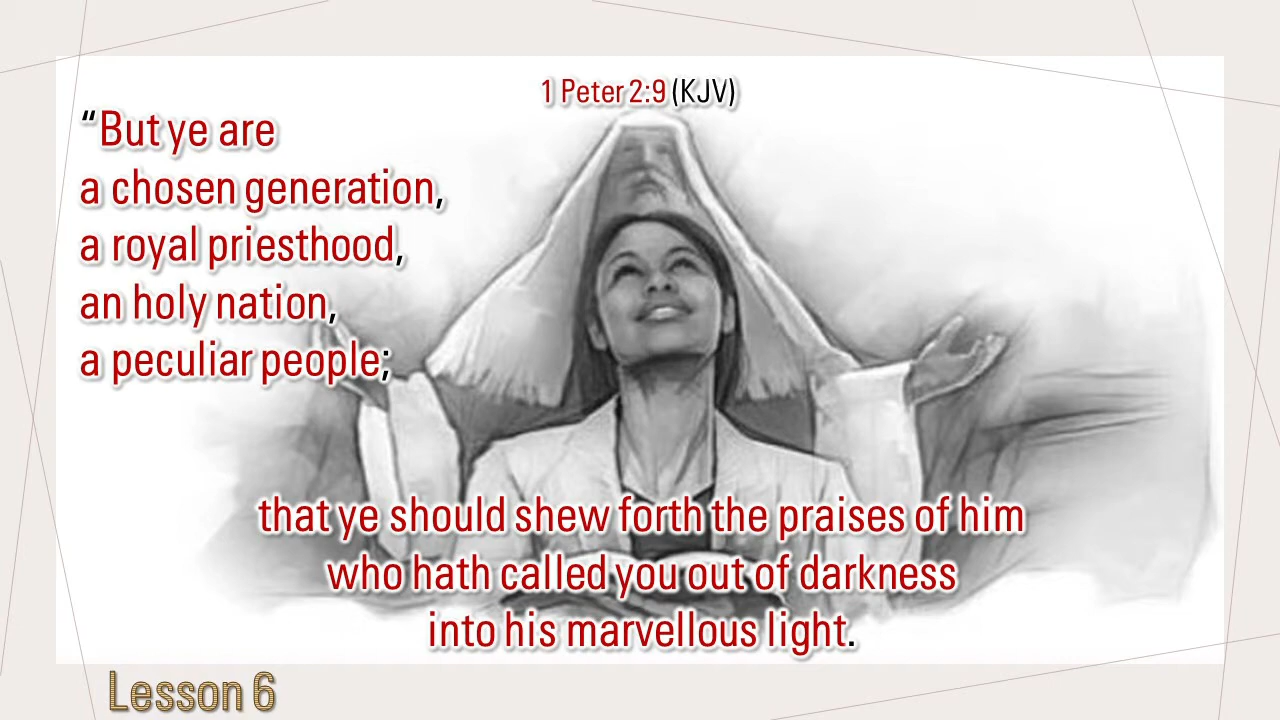 1 Peter 2:9 (KJV)
“But ye are
a chosen generation,
a royal priesthood,
an holy nation,
a peculiar people;
that ye should shew forth the praises of him
who hath called you out of darkness
into his marvellous light.
Lesson 6